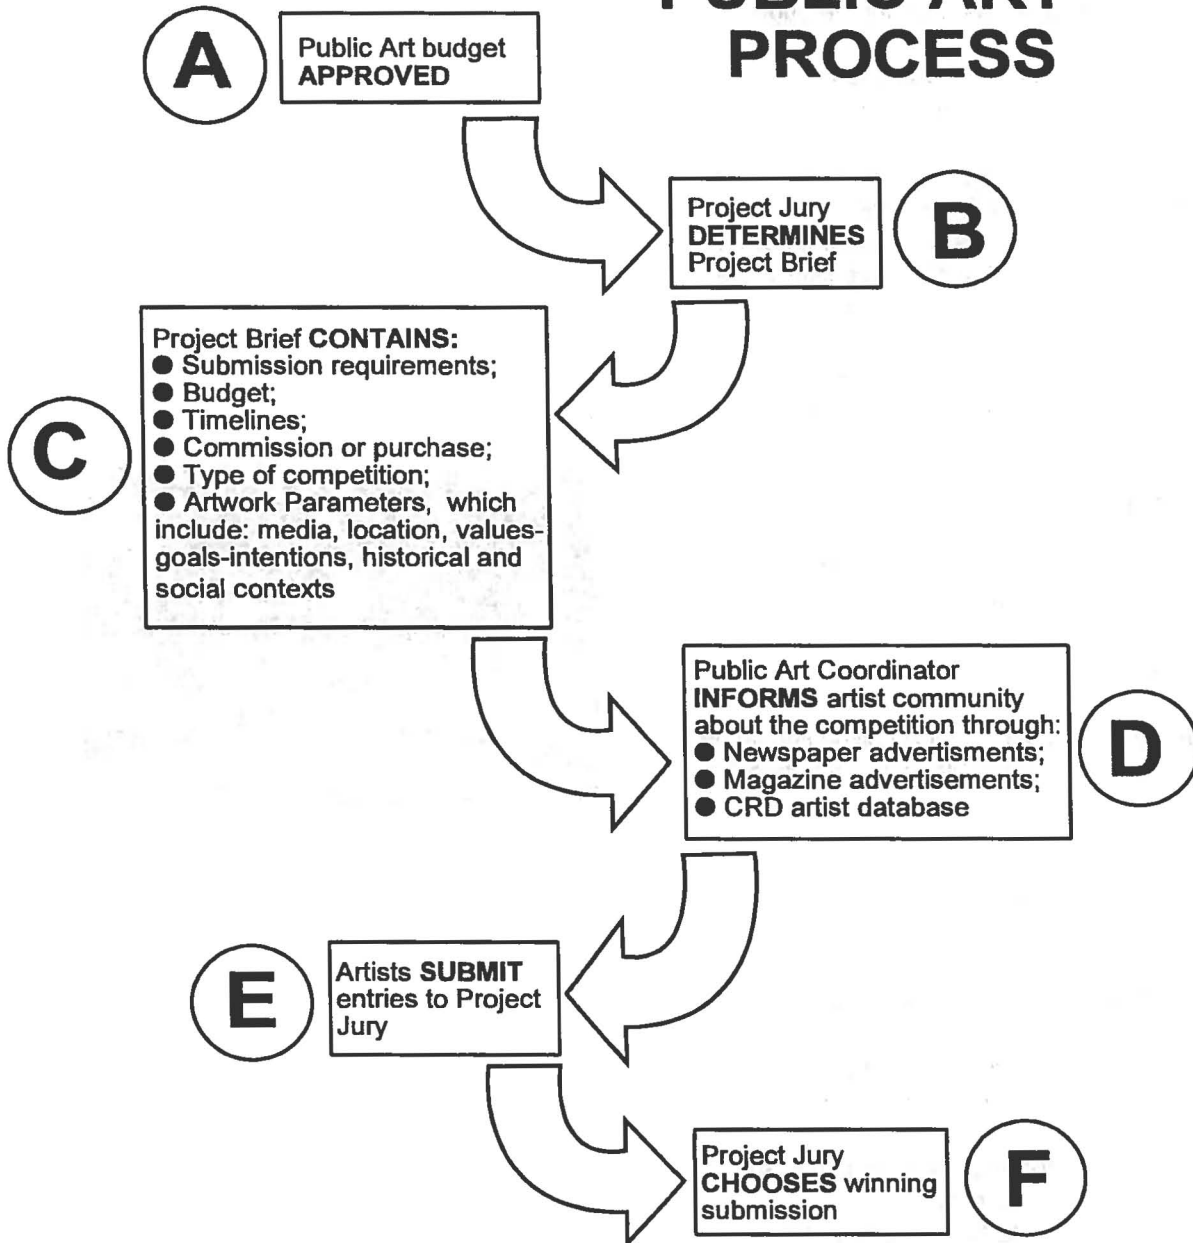 PUBLIC ART
PROCESS
A
Public Art budget
APPROVED
Project Jury
DETERMINES
Project Brief
B
C
Project Brief CONTAINS:
● Submission requirements;
● Budget;
● Timelines;
● Commission or purchase;
● Type of competition;
● Artwork Parameters, which
include: media, location, values-
goals-intentions, historical and
social contexts
Public Art Coordinator
INFORMS artist community
about the competition through:
● Newspaper advertisments;
● Magazine advertisements;
● CRD artist database
D
E
Artists SUBMIT
entries to Project
Jury
Project Jury
CHOOSES winning
submission
F